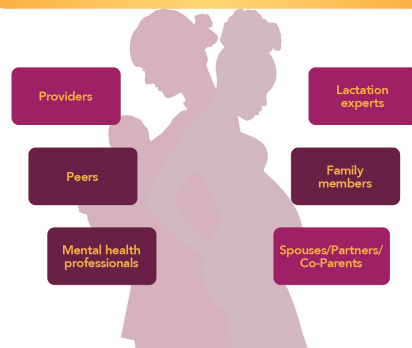 Providers
Lactation
experts
Peers
Family
members
Mental health
professionals
Spouses/Partners/
Co-Parents